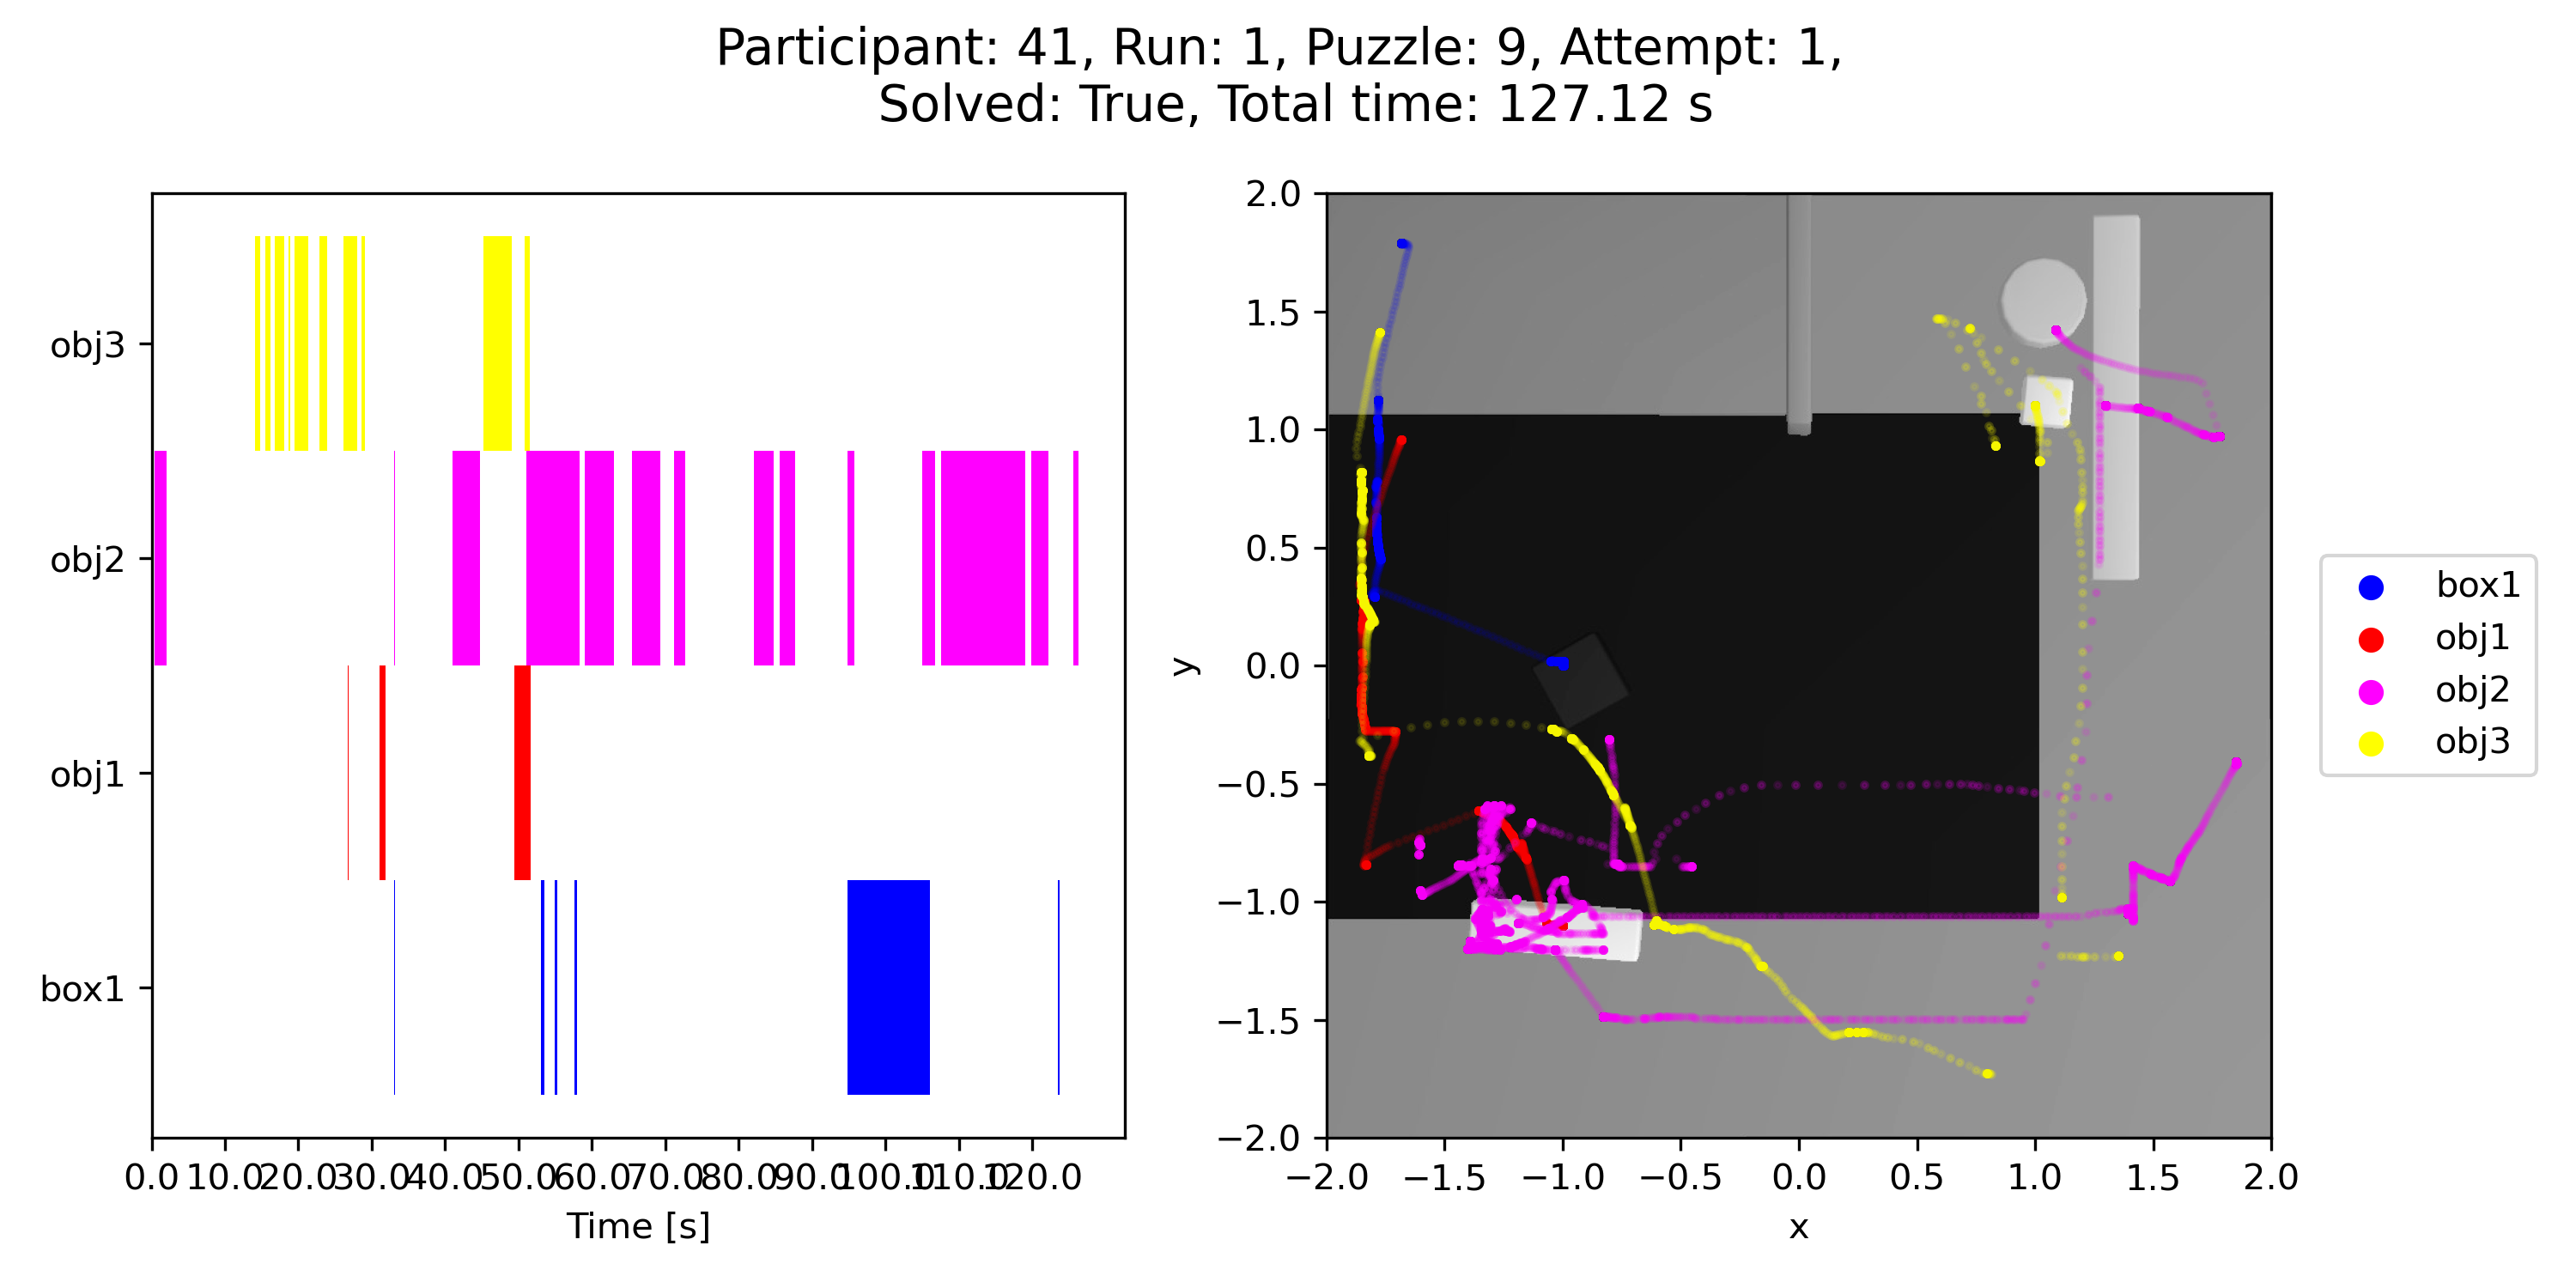 Participant: 41, Run: 1, Puzzle: 9, Attempt: 1,
Solved: True, Total time: 127.12 s
obj3
obj2
obj1
box1
0.0 10.0 20.0 30.0 40.0 50.0 60.0 70.0 80.0 90.0 100.0 110.0 120.0
Time [s]
2.0
1.5
1.0
0.5
0.0
−0.5
−1.0
−1.5
−2.0
y
−2.0 −1.5 −1.0 −0.5 0.0 0.5 1.0 1.5 2.0
x
box1
obj1
obj2
obj3